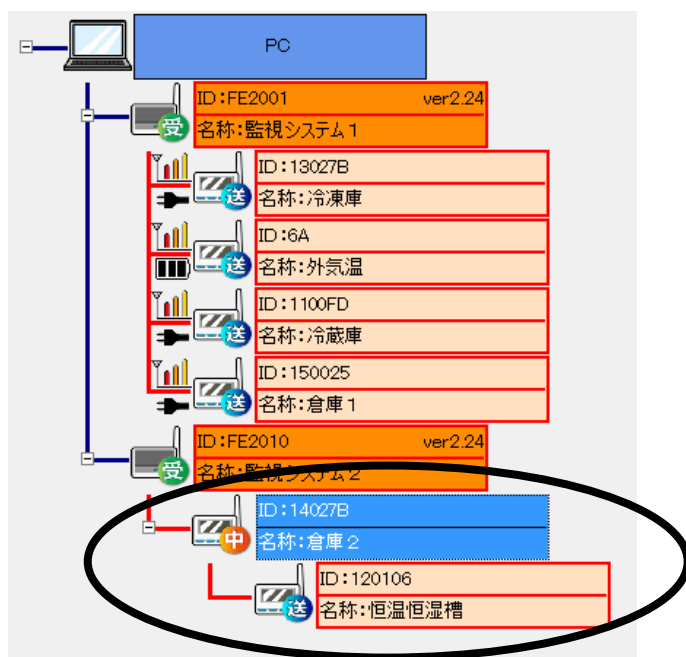 PC
ID:FE2001 ver2.24
受 名称:監視システム1
ID:13027B
送 名称:冷凍庫
ID:6A
送 名称:外気温
ID:1100FD
送 名称:冷蔵庫
ID:150025
送 名称:倉庫1
ID:FE2010 ver2.24
受 名称:監視システム2
ID:14027B
中 名称:倉庫2
ID:120106
送 名称:恒温恒湿槽